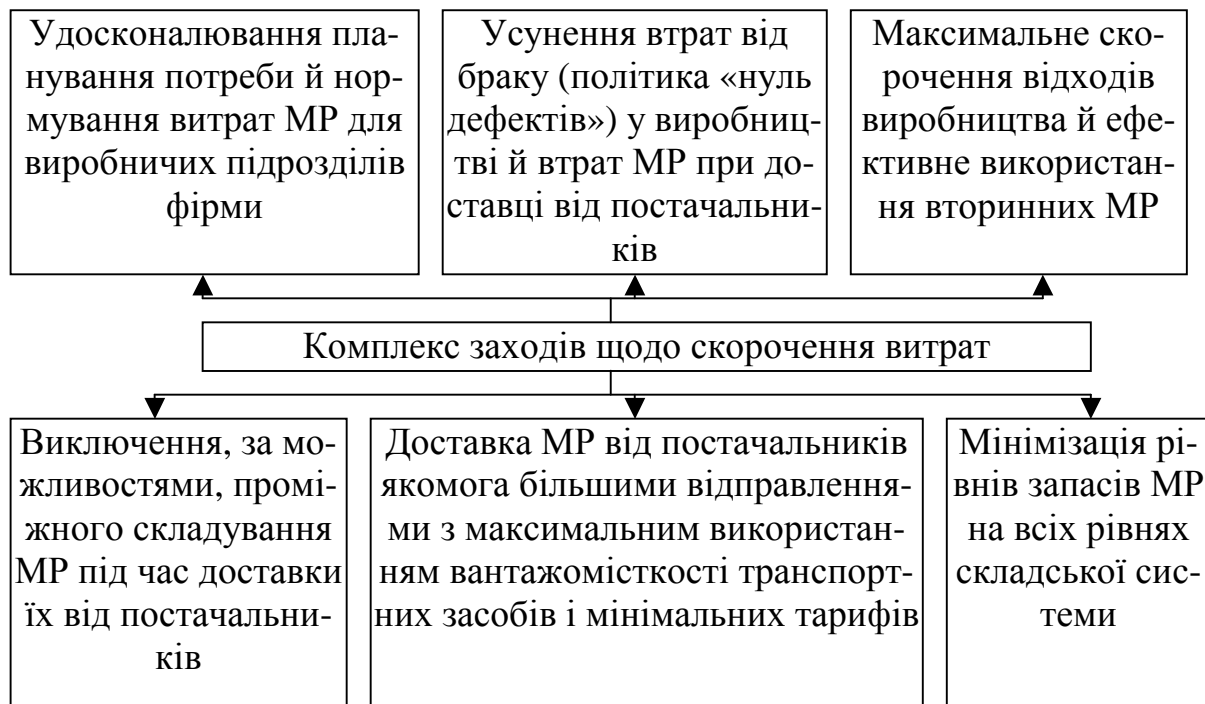 Удосконалювання пла-
нування потреби й нор-
мування витрат МР для
виробничих підрозділів
фірми
Усунення втрат від
браку (політика «нуль
дефектів») у виробниц-
тві й втрат МР при до-
ставці від постачальни-
ків
Максимальне ско-
рочення відходів
виробництва й ефе-
ктивне використан-
ня вторинних МР
Комплекс заходів щодо скорочення витрат
Виключення, за мо-
жливостями, промі-
жного складування
МР під час доставки
їх від постачальни-
ків
Доставка МР від постачальників
якомога більшими відправлення-
ми з максимальним використан-
ням вантажомісткості транспорт-
них засобів і мінімальних тарифів
Мінімізація рі-
внів запасів МР
на всіх рівнях
складської сис-
теми